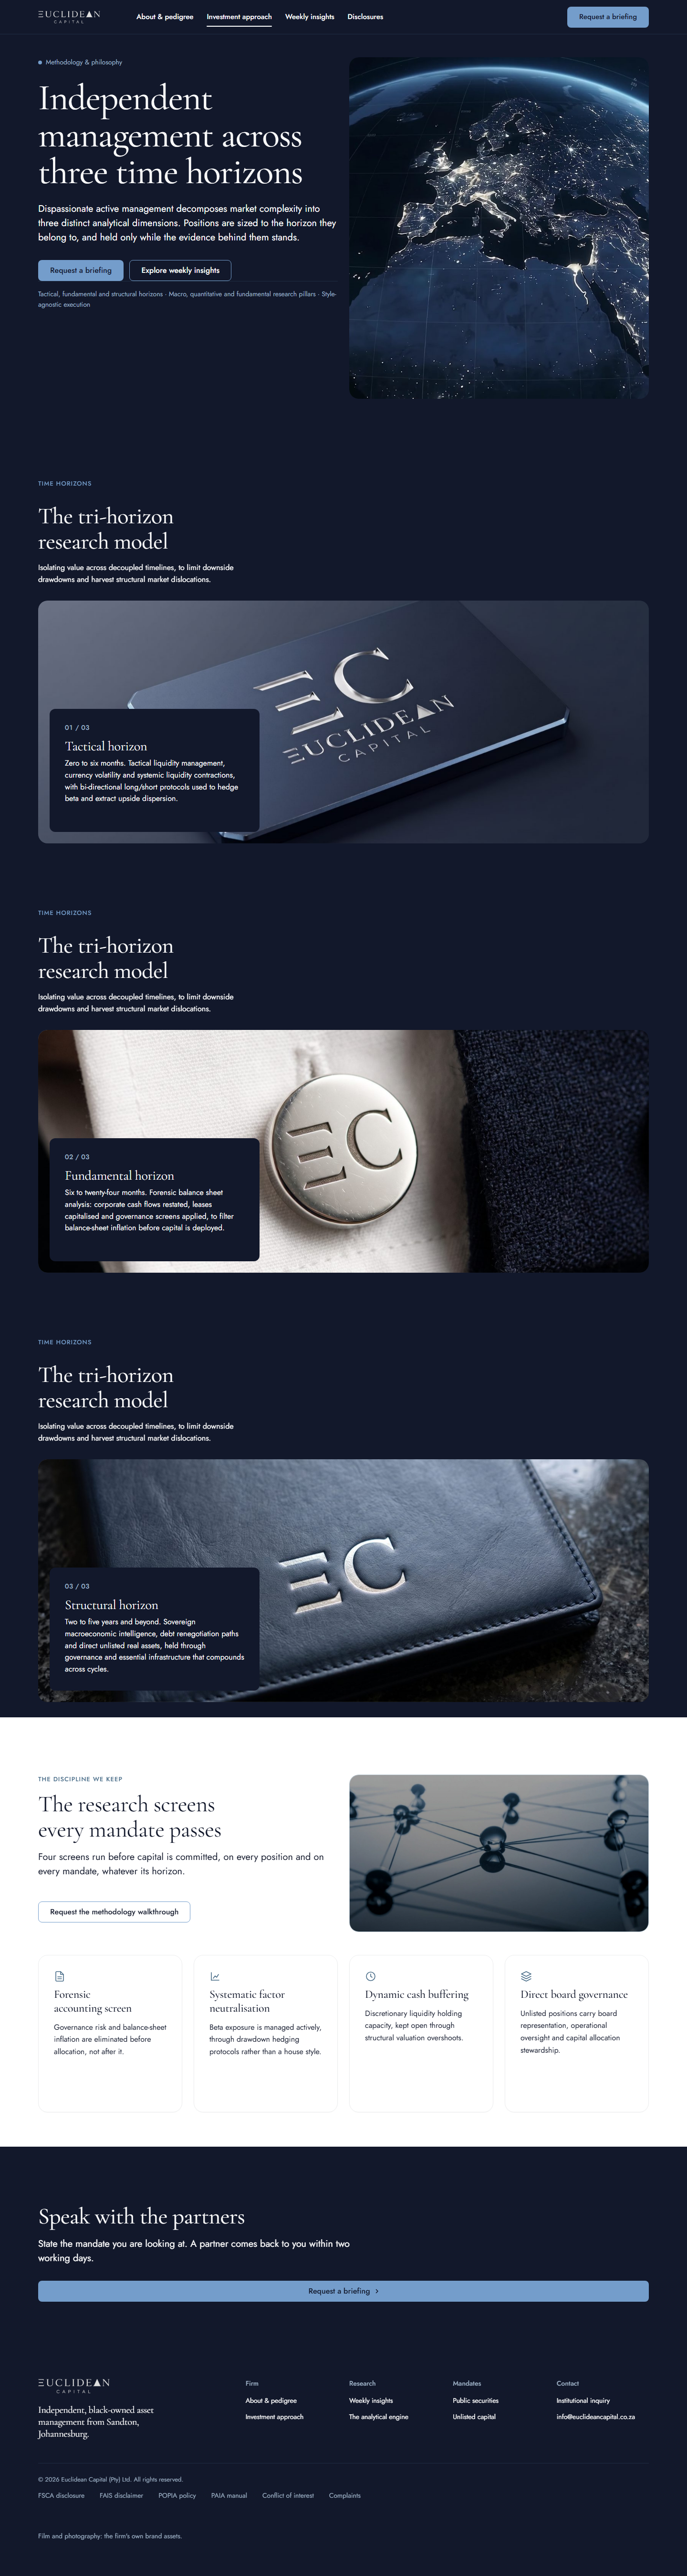 EUCLIDEAN
CAPITAL
About & pedigree
Investment approach
Weekly insights
Disclosures
Request a briefing
Methodology & philosophy
Independent
management across
three time horizons
Dispassionate active management decomposes market complexity into
three distinct analytical dimensions. Positions are sized to the horizon they
belong to, and held only while the evidence behind them stands.
Request a briefing
Explore weekly insights
Tactical, fundamental and structural horizons · Macro, quantitative and fundamental research pillars · Style-
agnostic execution
TIME HORIZONS
The tri-horizon
research model
Isolating value across decoupled timelines, to limit downside
drawdowns and harvest structural market dislocations.
EC
EUCLIDEAN
CAPITAL
01 / 03
Tactical horizon
Zero to six months. Tactical liquidity management,
currency volatility and systemic liquidity contractions,
with bi-directional long/short protocols used to hedge
beta and extract upside dispersion.
TIME HORIZONS
The tri-horizon
research model
Isolating value across decoupled timelines, to limit downside
drawdowns and harvest structural market dislocations.
EC
02 / 03
Fundamental horizon
Six to twenty-four months. Forensic balance sheet
analysis: corporate cash flows restated, leases
capitalised and governance screens applied, to filter
balance-sheet inflation before capital is deployed.
TIME HORIZONS
The tri-horizon
research model
Isolating value across decoupled timelines, to limit downside
drawdowns and harvest structural market dislocations.
EC
03 / 03
Structural horizon
Two to five years and beyond. Sovereign
macroeconomic intelligence, debt renegotiation paths
and direct unlisted real assets, held through
governance and essential infrastructure that compounds
across cycles.
THE DISCIPLINE WE KEEP
The research screens
every mandate passes
Four screens run before capital is committed, on every position and on
every mandate, whatever its horizon.
Request the methodology walkthrough
Forensic
accounting screen
Governance risk and balance-sheet
inflation are eliminated before
allocation, not after it.
Systematic factor
neutralisation
Beta exposure is managed actively,
through drawdown hedging
protocols rather than a house style.
Dynamic cash buffering
Discretionary liquidity holding
capacity, kept open through
structural valuation overshoots.
Direct board governance
Unlisted positions carry board
representation, operational
oversight and capital allocation
stewardship.
Speak with the partners
State the mandate you are looking at. A partner comes back to you within two
working days.
Request a briefing
EUCLIDEAN
CAPITAL
Independent, black-owned asset
management from Sandton,
Johannesburg.
Firm
About & pedigree
Investment approach
Research
Weekly insights
The analytical engine
Mandates
Public securities
Unlisted capital
Contact
Institutional inquiry
info@euclideancapital.co.za
© 2026 Euclidean Capital (Pty) Ltd. All rights reserved.
FSCA disclosure
FAIS disclaimer
POPIA policy
PAIA manual
Conflict of interest
Complaints
Film and photography: the firm's own brand assets.